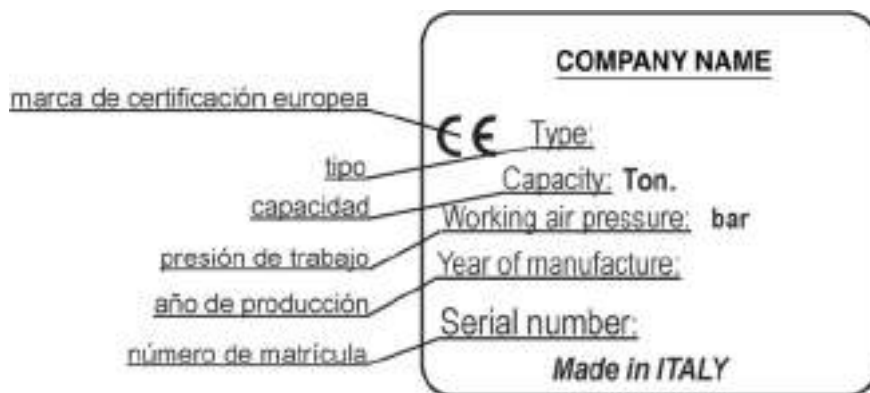 COMPANY NAME
marca de certificación europea
CE Type:
tipo
Capacity: Ton.
capacidad
Working air pressure: bar
presión de trabajo
Year of manufacture:
año de producción
Serial number:
número de matrícula
Made in ITALY